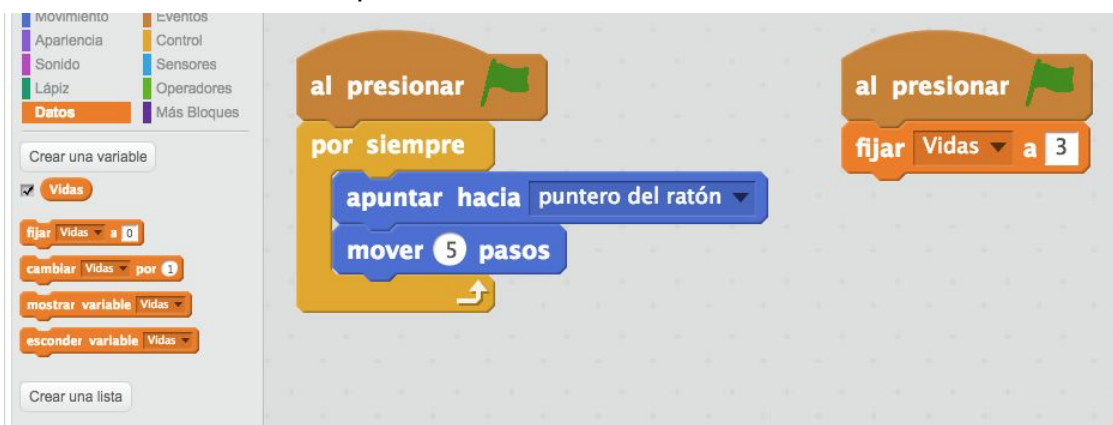 Movimiento
Eventos
Apariencia
Control
Sonido
Sensores
Lápiz
Operadores
Datos
Más Bloques
Crear una variable
Vidas
fijar Vidas a 0
cambiar Vidas por 1
mostrar variable Vidas
esconder variable Vidas
Crear una lista
al presionar
por siempre
apuntar hacia puntero del ratón
mover 5 pasos
al presionar
fijar Vidas a 3